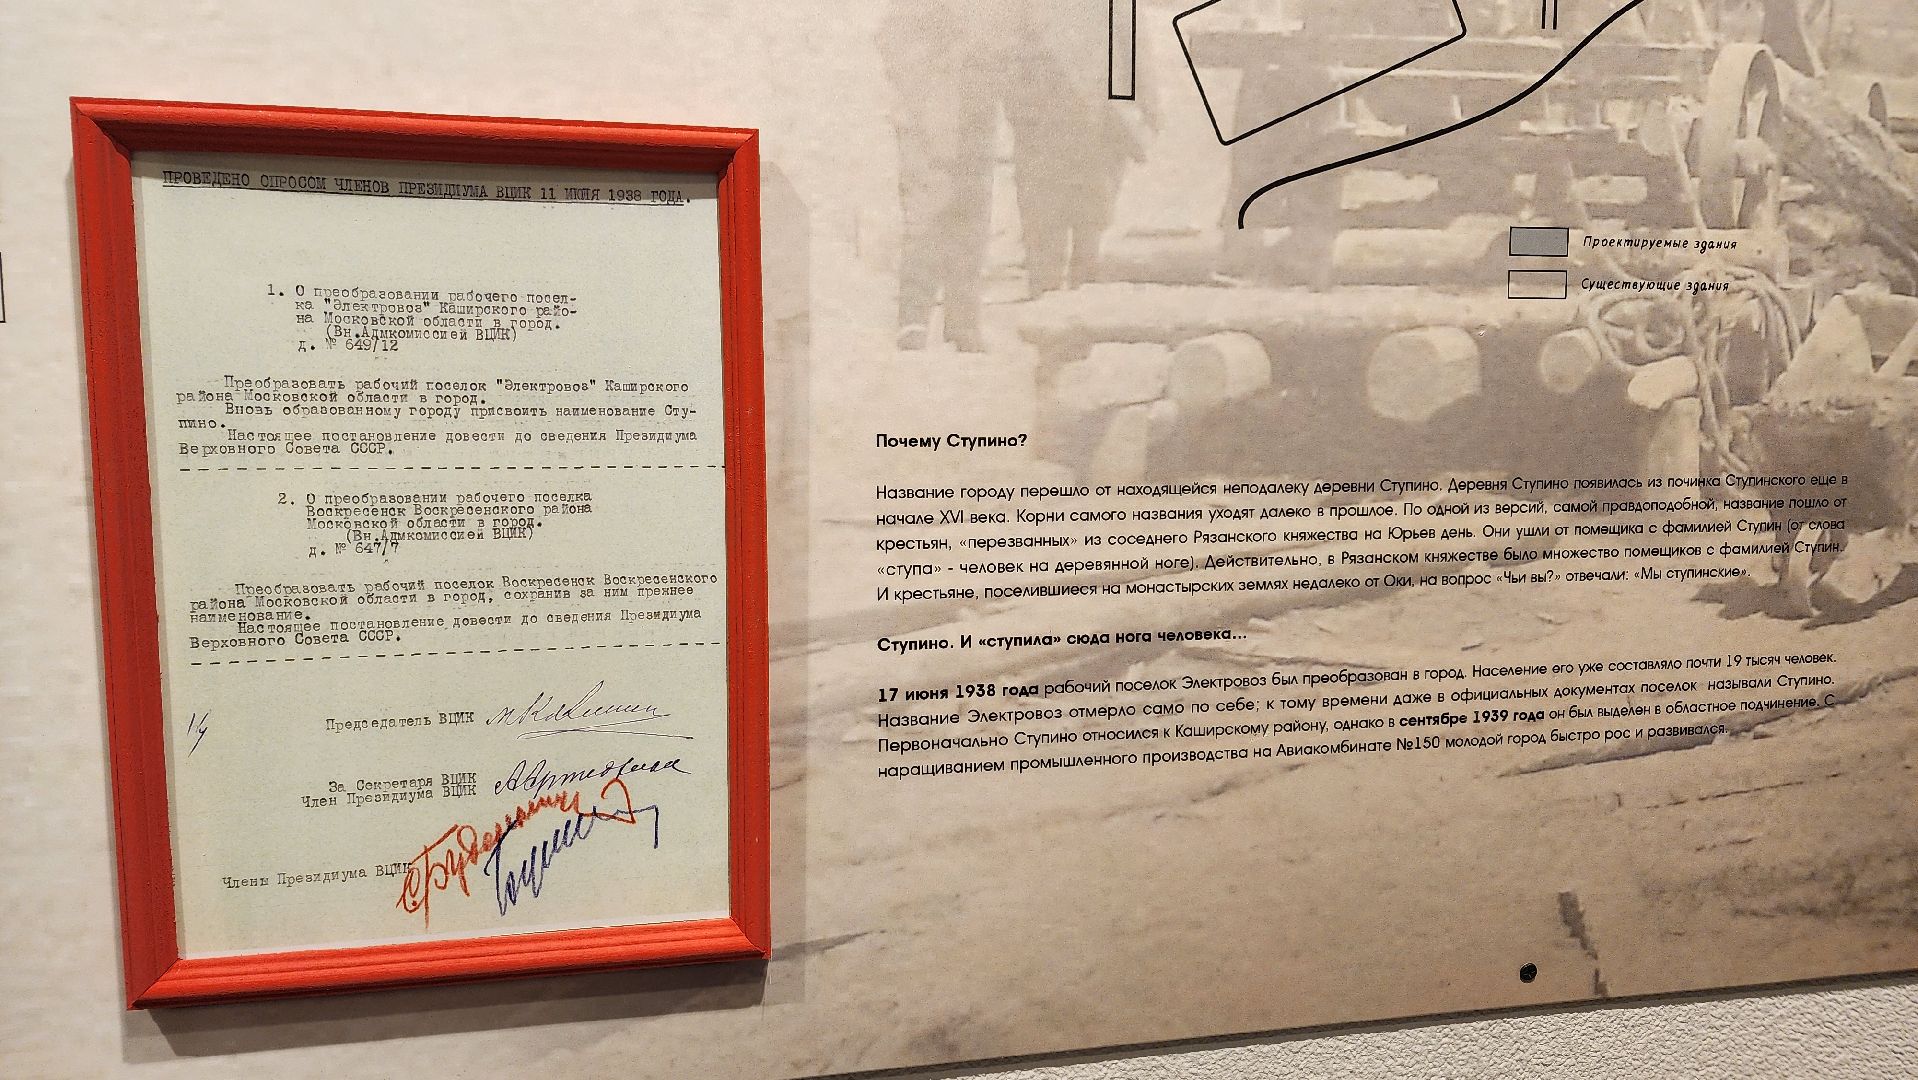 ПРОВЕДЕНО ОПРОСОМ ЧЛЕНОВ ПРЕЗИДИУМА ВЦИК 11 ИЮНЯ 1938 ГОДА.
1. О преобразовании рабочего посел-
ка "Электровоз" Каширского райо-
на Московской области в город.
(Вн.Адмкомиссией ВЦИК)
д. № 649/12
Преобразовать рабочий поселок "Электровоз" Каширского
района Московской области в город.
Вновь образованному городу присвоить наименование Сту-
пино.
Настоящее постановление довести до сведения Президиума
Верховного Совета СССР.
2. О преобразовании рабочего поселка
Воскресенск Воскресенского района
Московской области в город.
(Вн.Адмкомиссией ВЦИК)
д. № 647/7
Преобразовать рабочий поселок Воскресенск Воскресенского
района Московской области в город, сохранив за ним прежнее
наименование.
Настоящее постановление довести до сведения Президиума
Верховного Совета СССР.
Председатель ВЦИК М Калинин
За Секретаря ВЦИК
Член Президиума ВЦИК
Члены Президиума ВЦИК С Буденный
Проектируемые здания
Существующие здания
Почему Ступино?
Название городу перешло от находящейся неподалеку деревни Ступино. Деревня Ступино появилась из починка Ступинского еще в
начале XVI века. Корни самого названия уходят далеко в прошлое. По одной из версий, самой правдоподобной, название пошло от
крестьян, «перезванных» из соседнего Рязанского княжества на Юрьев день. Они ушли от помещика с фамилией Ступин (от слова
«ступа» - человек на деревянной ноге). Действительно, в Рязанском княжестве было множество помещиков с фамилией Ступин.
И крестьяне, поселившиеся на монастырских землях недалеко от Оки, на вопрос «Чьи вы?» отвечали: «Мы ступинские».
Ступино. И «ступила» сюда нога человека...
17 июня 1938 года рабочий поселок Электровоз был преобразован в город. Население его уже составляло почти 19 тысяч человек.
Название Электровоз отмерло само по себе; к тому времени даже в официальных документах поселок называли Ступино.
Первоначально Ступино относился к Каширскому району, однако в сентябре 1939 года он был выделен в областное подчинение. С
наращиванием промышленного производства на Авиакомбинате №150 молодой город быстро рос и развивался.